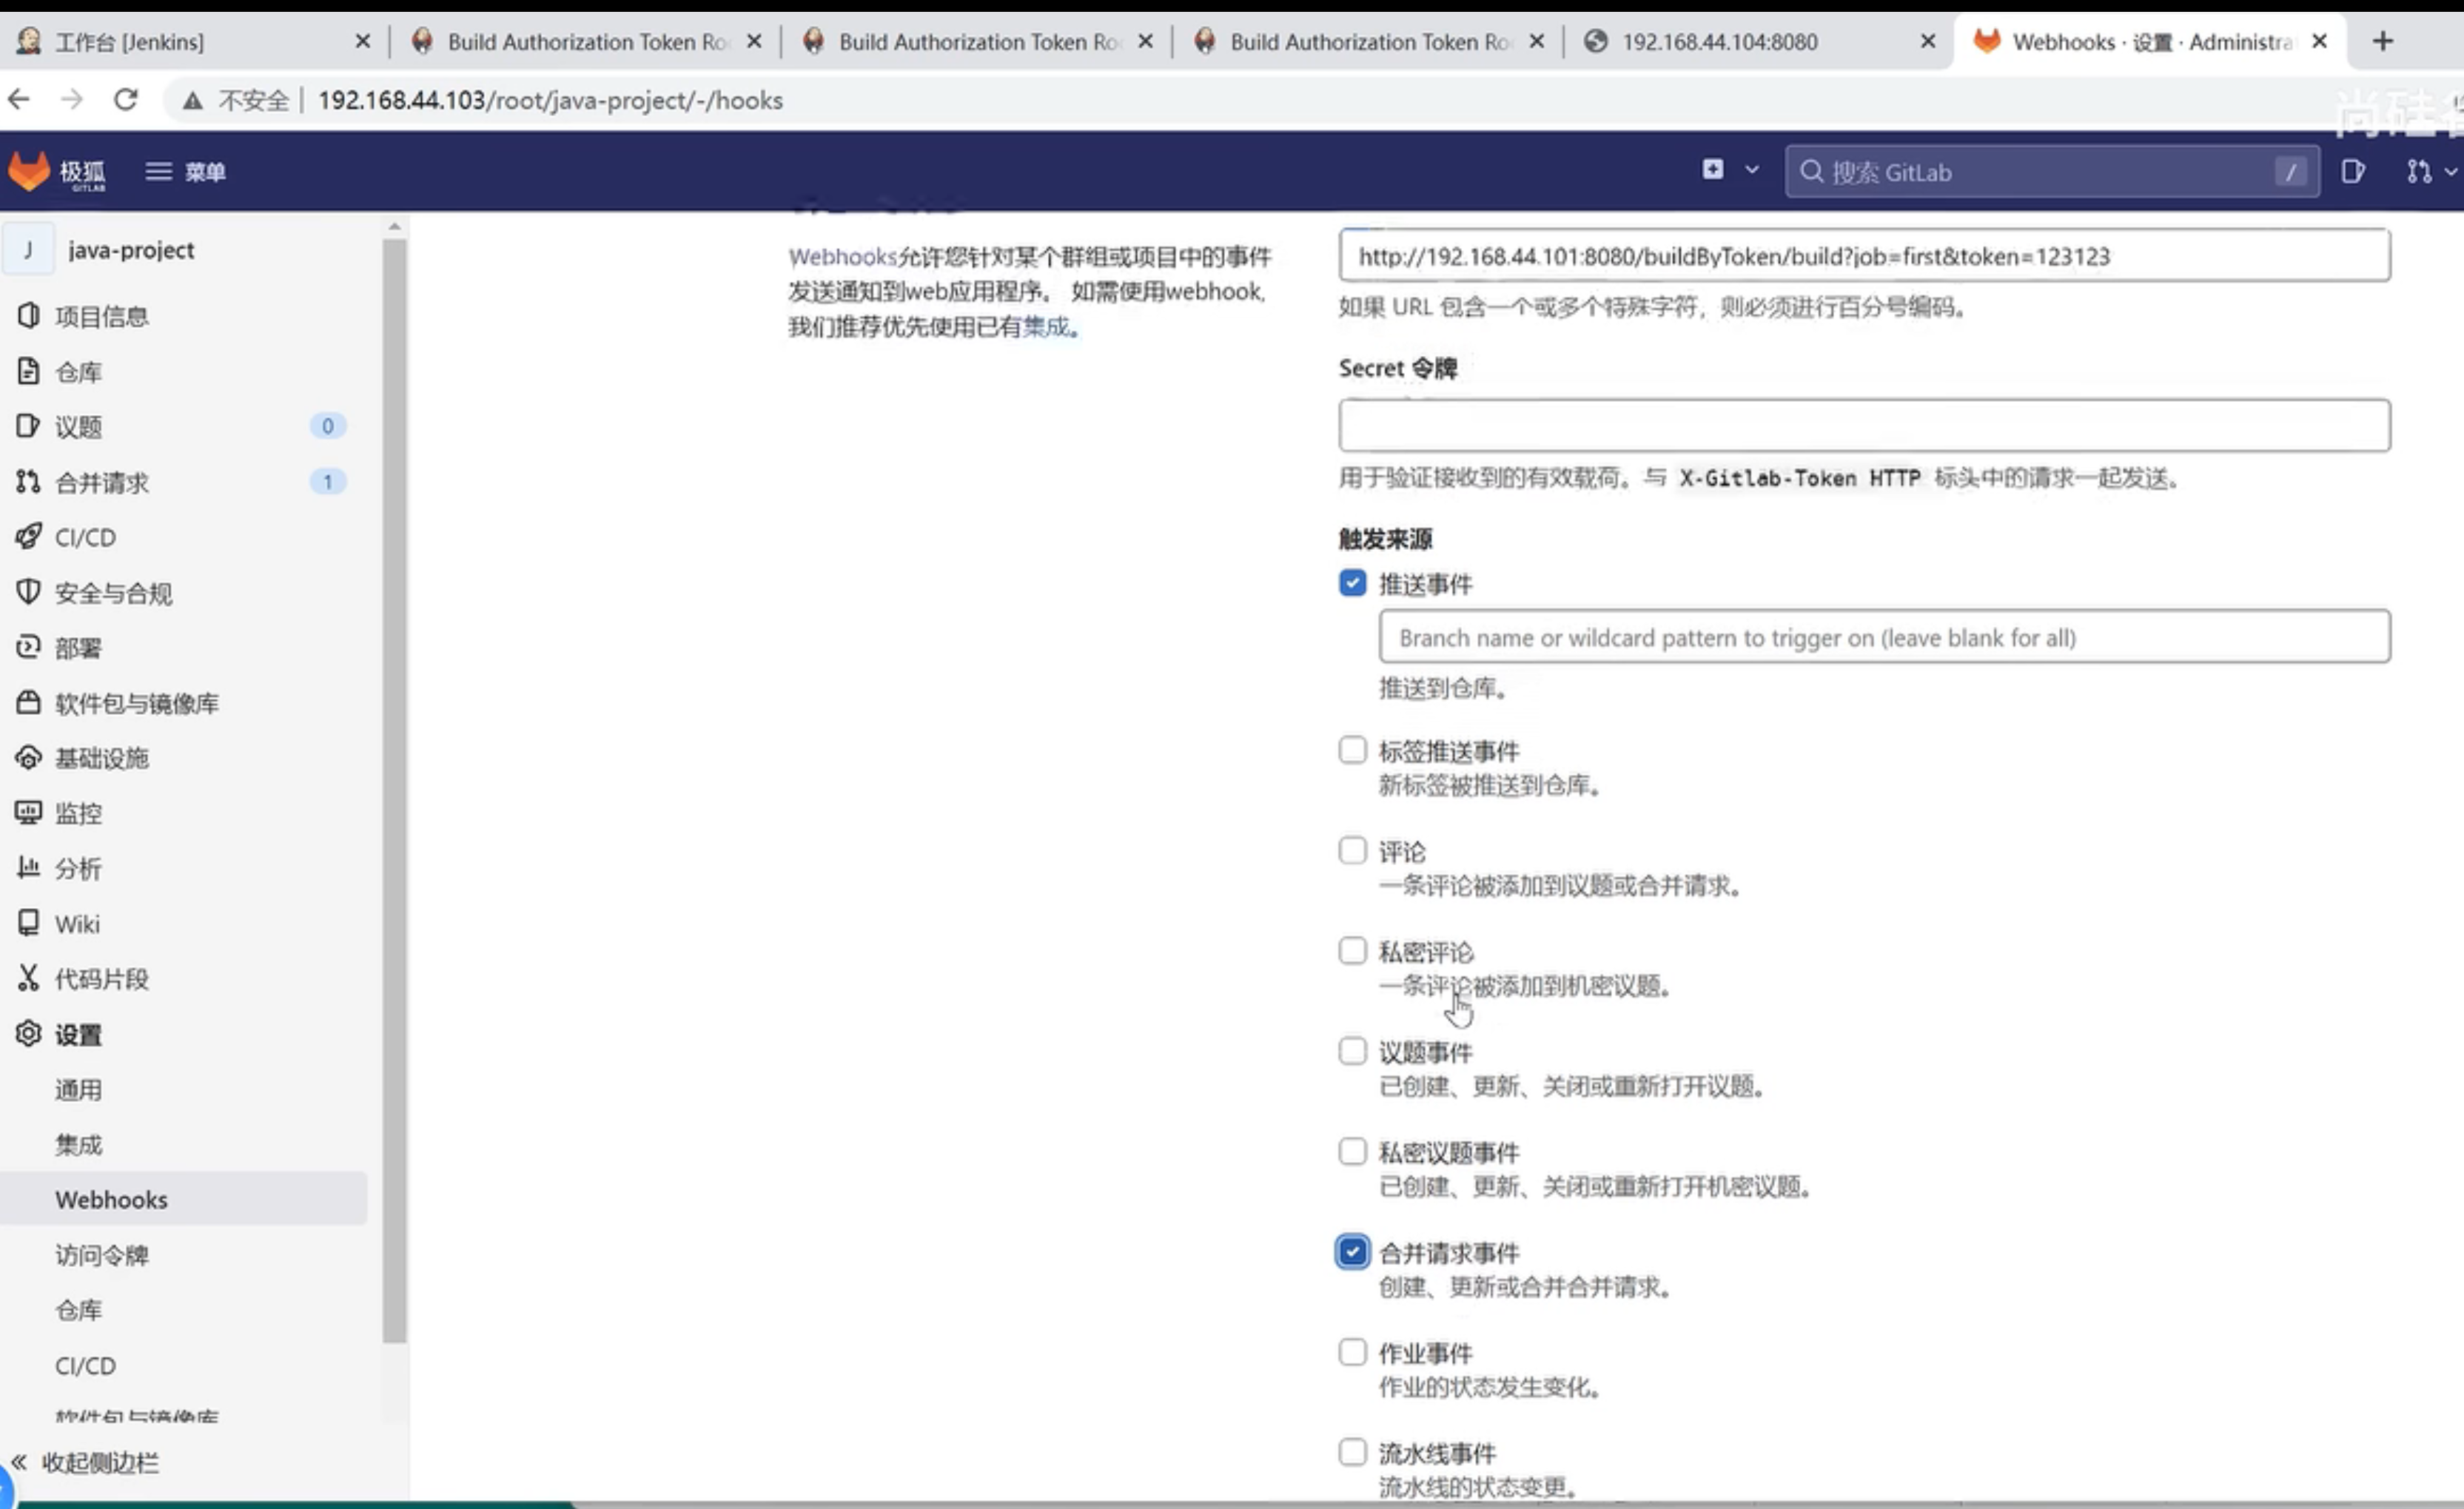 工作台 [Jenkins]
Build Authorization Token Ro
Build Authorization Token Ro
Build Authorization Token Ro
192.168.44.104:8080
Webhooks · 设置 · Administra
不安全
192.168.44.103/root/java-project/-/hooks
尚硅谷
极狐
GITLAB
菜单
搜索 GitLab
/
J
java-project
项目信息
仓库
议题
0
合并请求
1
CI/CD
安全与合规
部署
软件包与镜像库
基础设施
监控
分析
Wiki
代码片段
设置
通用
集成
Webhooks
访问令牌
仓库
CI/CD
软件包与镜像库
收起侧边栏
Webhooks允许您针对某个群组或项目中的事件
发送通知到web应用程序。 如需使用webhook,
我们推荐优先使用已有集成。
http://192.168.44.101:8080/buildByToken/build?job=first&token=123123
如果 URL 包含一个或多个特殊字符，则必须进行百分号编码。
Secret 令牌
用于验证接收到的有效载荷。与 X-Gitlab-Token HTTP 标头中的请求一起发送。
触发来源
推送事件
Branch name or wildcard pattern to trigger on (leave blank for all)
推送到仓库。
标签推送事件
新标签被推送到仓库。
评论
一条评论被添加到议题或合并请求。
私密评论
一条评论被添加到机密议题。
议题事件
已创建、更新、关闭或重新打开议题。
私密议题事件
已创建、更新、关闭或重新打开机密议题。
合并请求事件
创建、更新或合并合并请求。
作业事件
作业的状态发生变化。
流水线事件
流水线的状态变更。